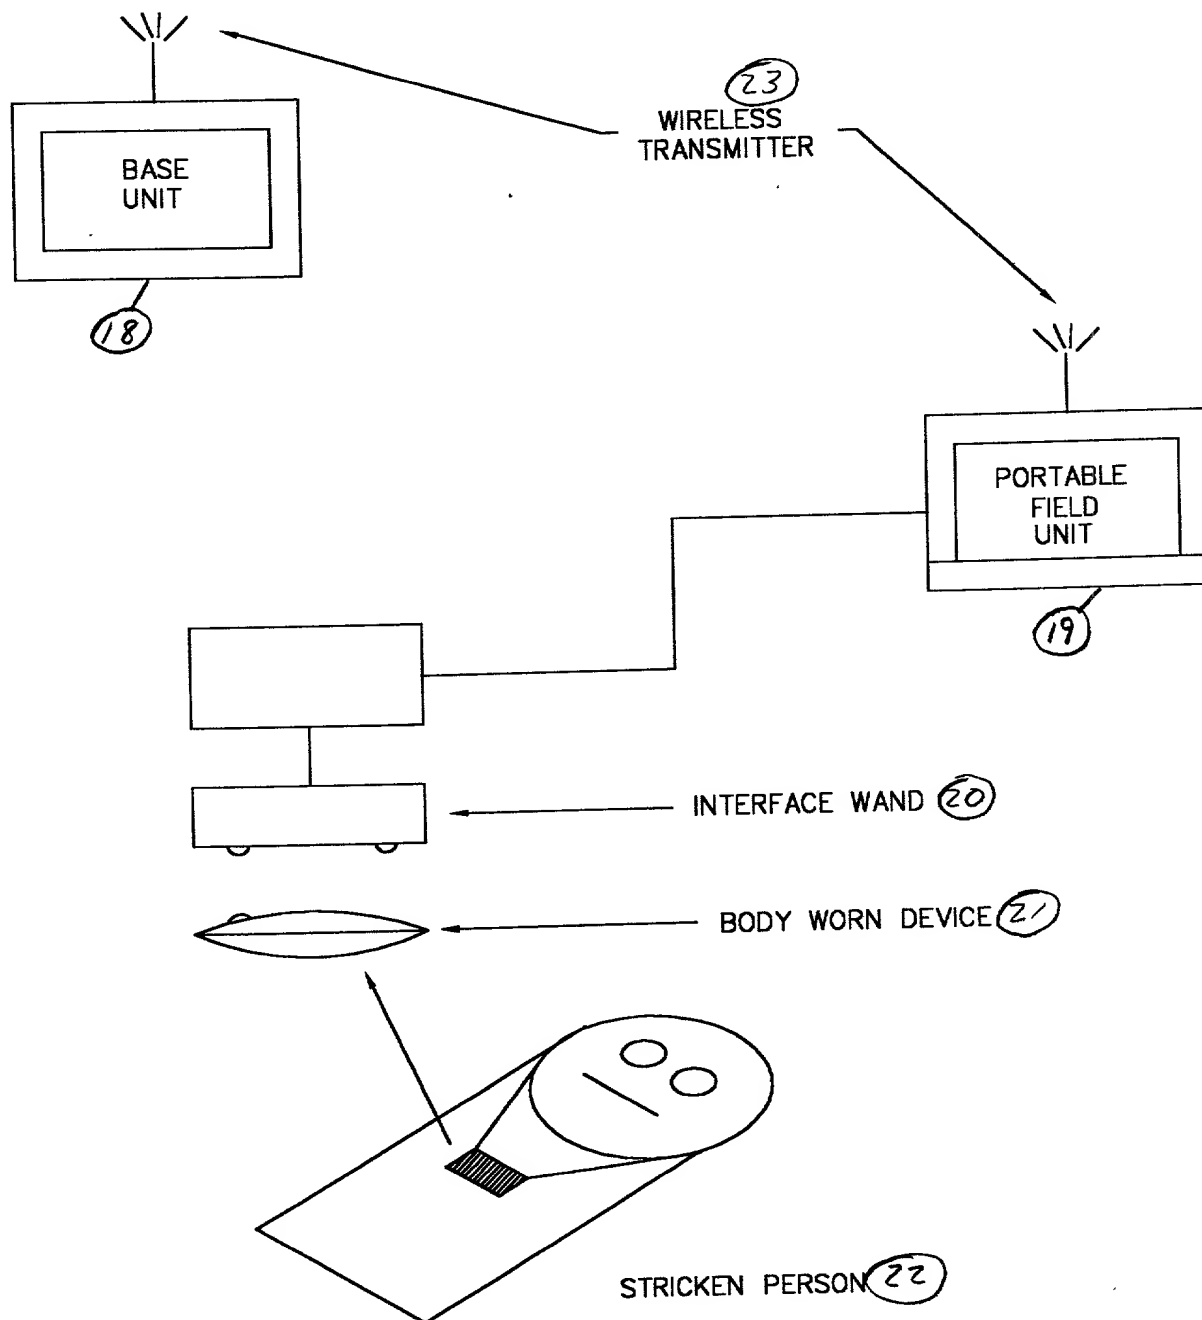 23
WIRELESS
TRANSMITTER
BASE
UNIT
18
PORTABLE
FIELD
UNIT
19
INTERFACE WAND 20
BODY WORN DEVICE 21
STRICKEN PERSON 22